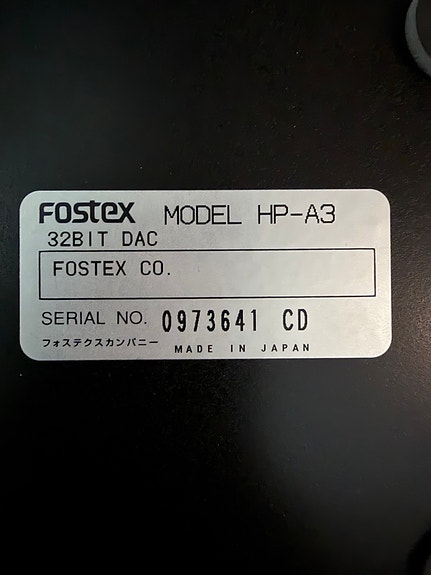 FOSTEX MODEL HP-A3
32BIT DAC
FOSTEX CO.
SERIAL NO. 0973641 CD
フォステクスカンパニー MADE IN JAPAN